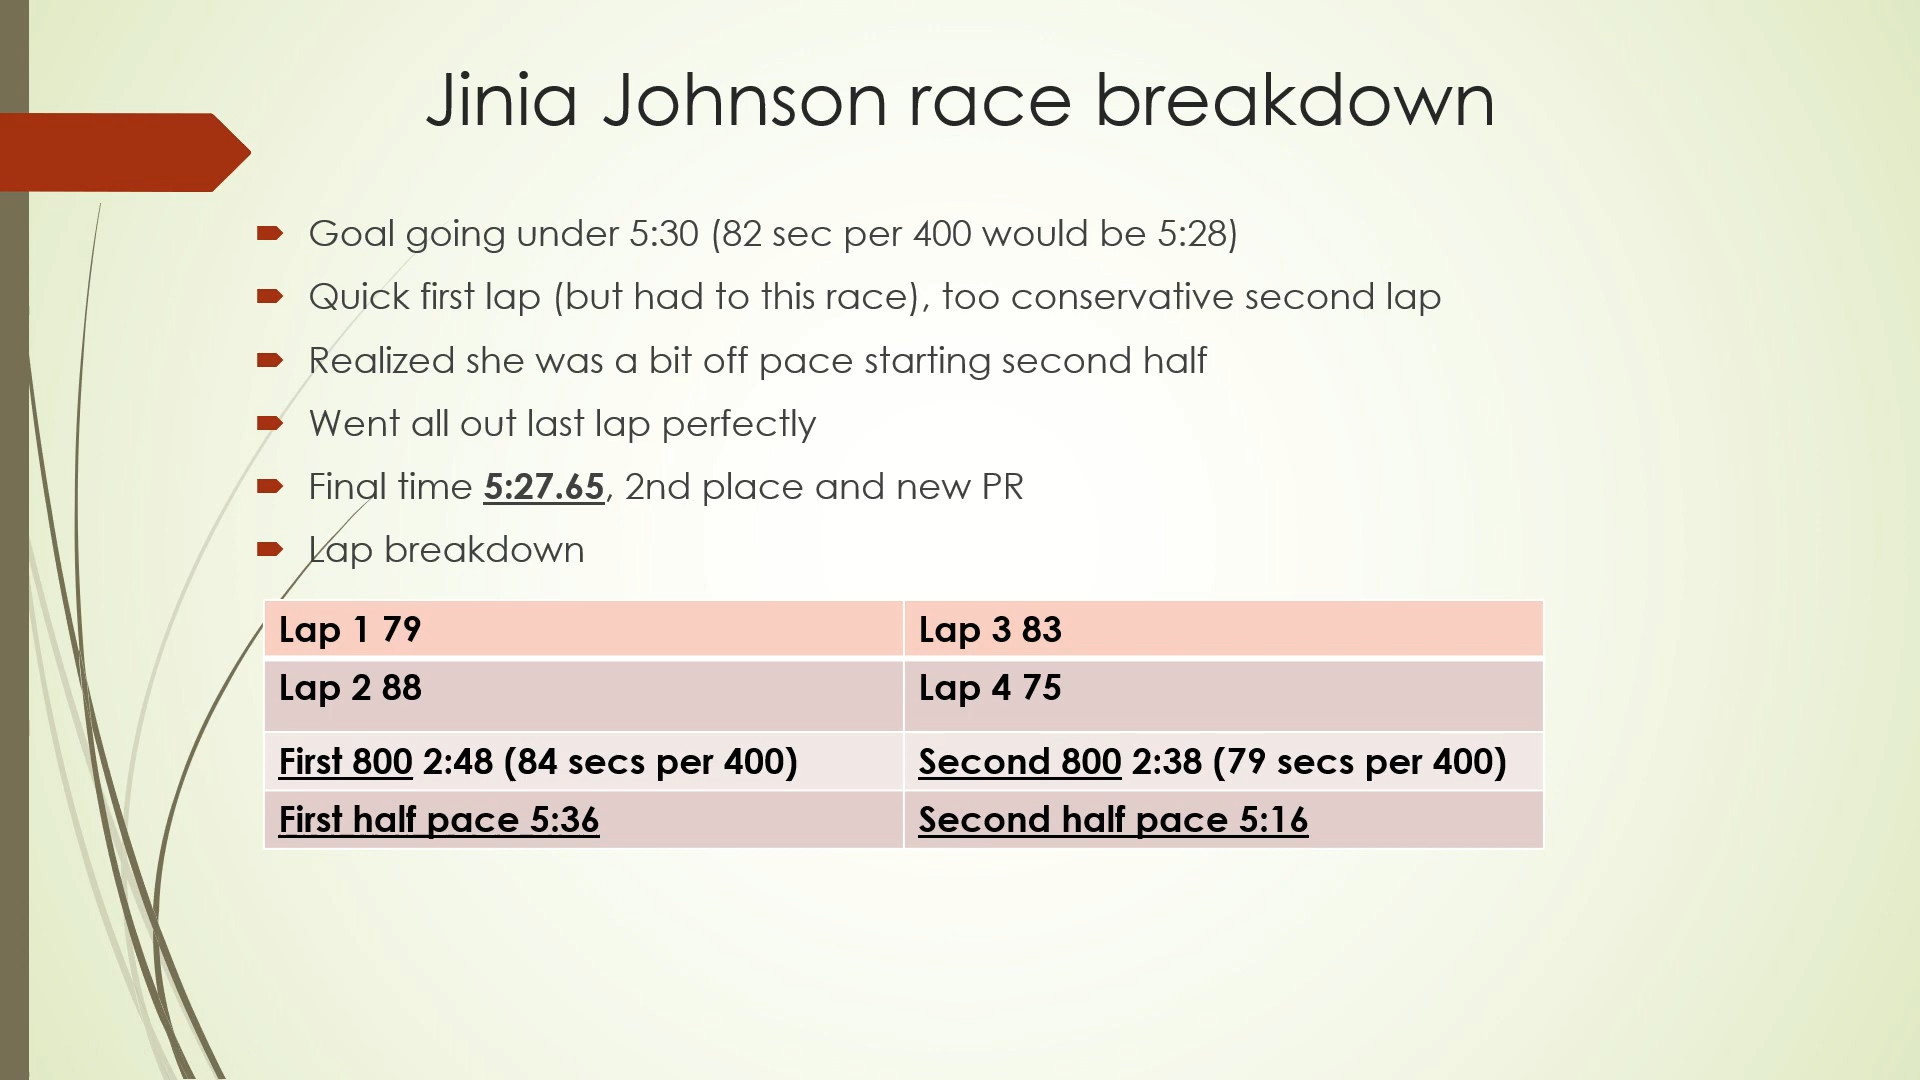 Jinia Johnson race breakdown
Goal going under 5:30 (82 sec per 400 would be 5:28)
Quick first lap (but had to this race), too conservative second lap
Realized she was a bit off pace starting second half
Went all out last lap perfectly
Final time 5:27.65, 2nd place and new PR
Lap breakdown
Lap 1 79
Lap 3 83
Lap 2 88
Lap 4 75
First 800 2:48 (84 secs per 400)
Second 800 2:38 (79 secs per 400)
First half pace 5:36
Second half pace 5:16